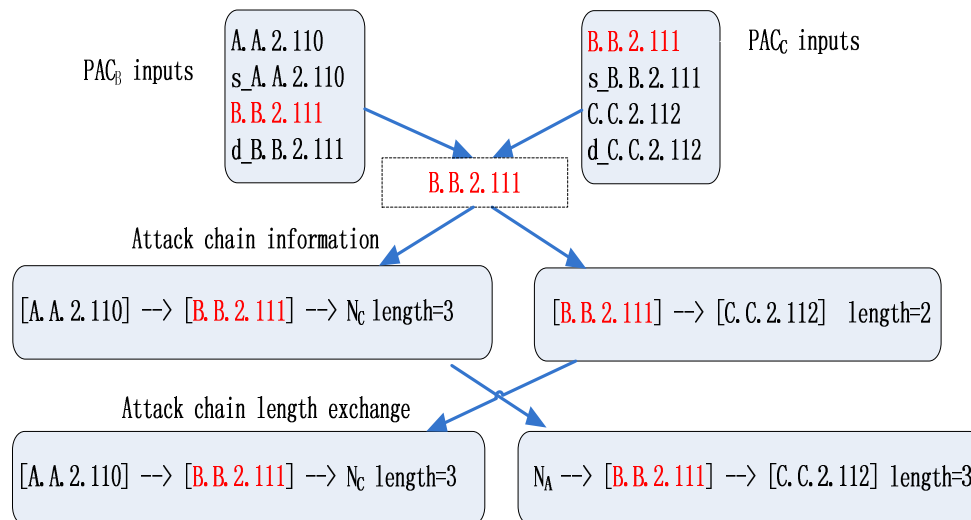 PAC_B inputs
A.A.2.110
s_A.A.2.110
B.B.2.111
d_B.B.2.111
B.B.2.111
s_B.B.2.111
C.C.2.112
d_C.C.2.112
PAC_C inputs
B.B.2.111
Attack chain information
[A.A.2.110] --> [B.B.2.111] --> N_C length=3
[B.B.2.111] --> [C.C.2.112] length=2
Attack chain length exchange
[A.A.2.110] --> [B.B.2.111] --> N_C length=3
N_A --> [B.B.2.111] --> [C.C.2.112] length=3